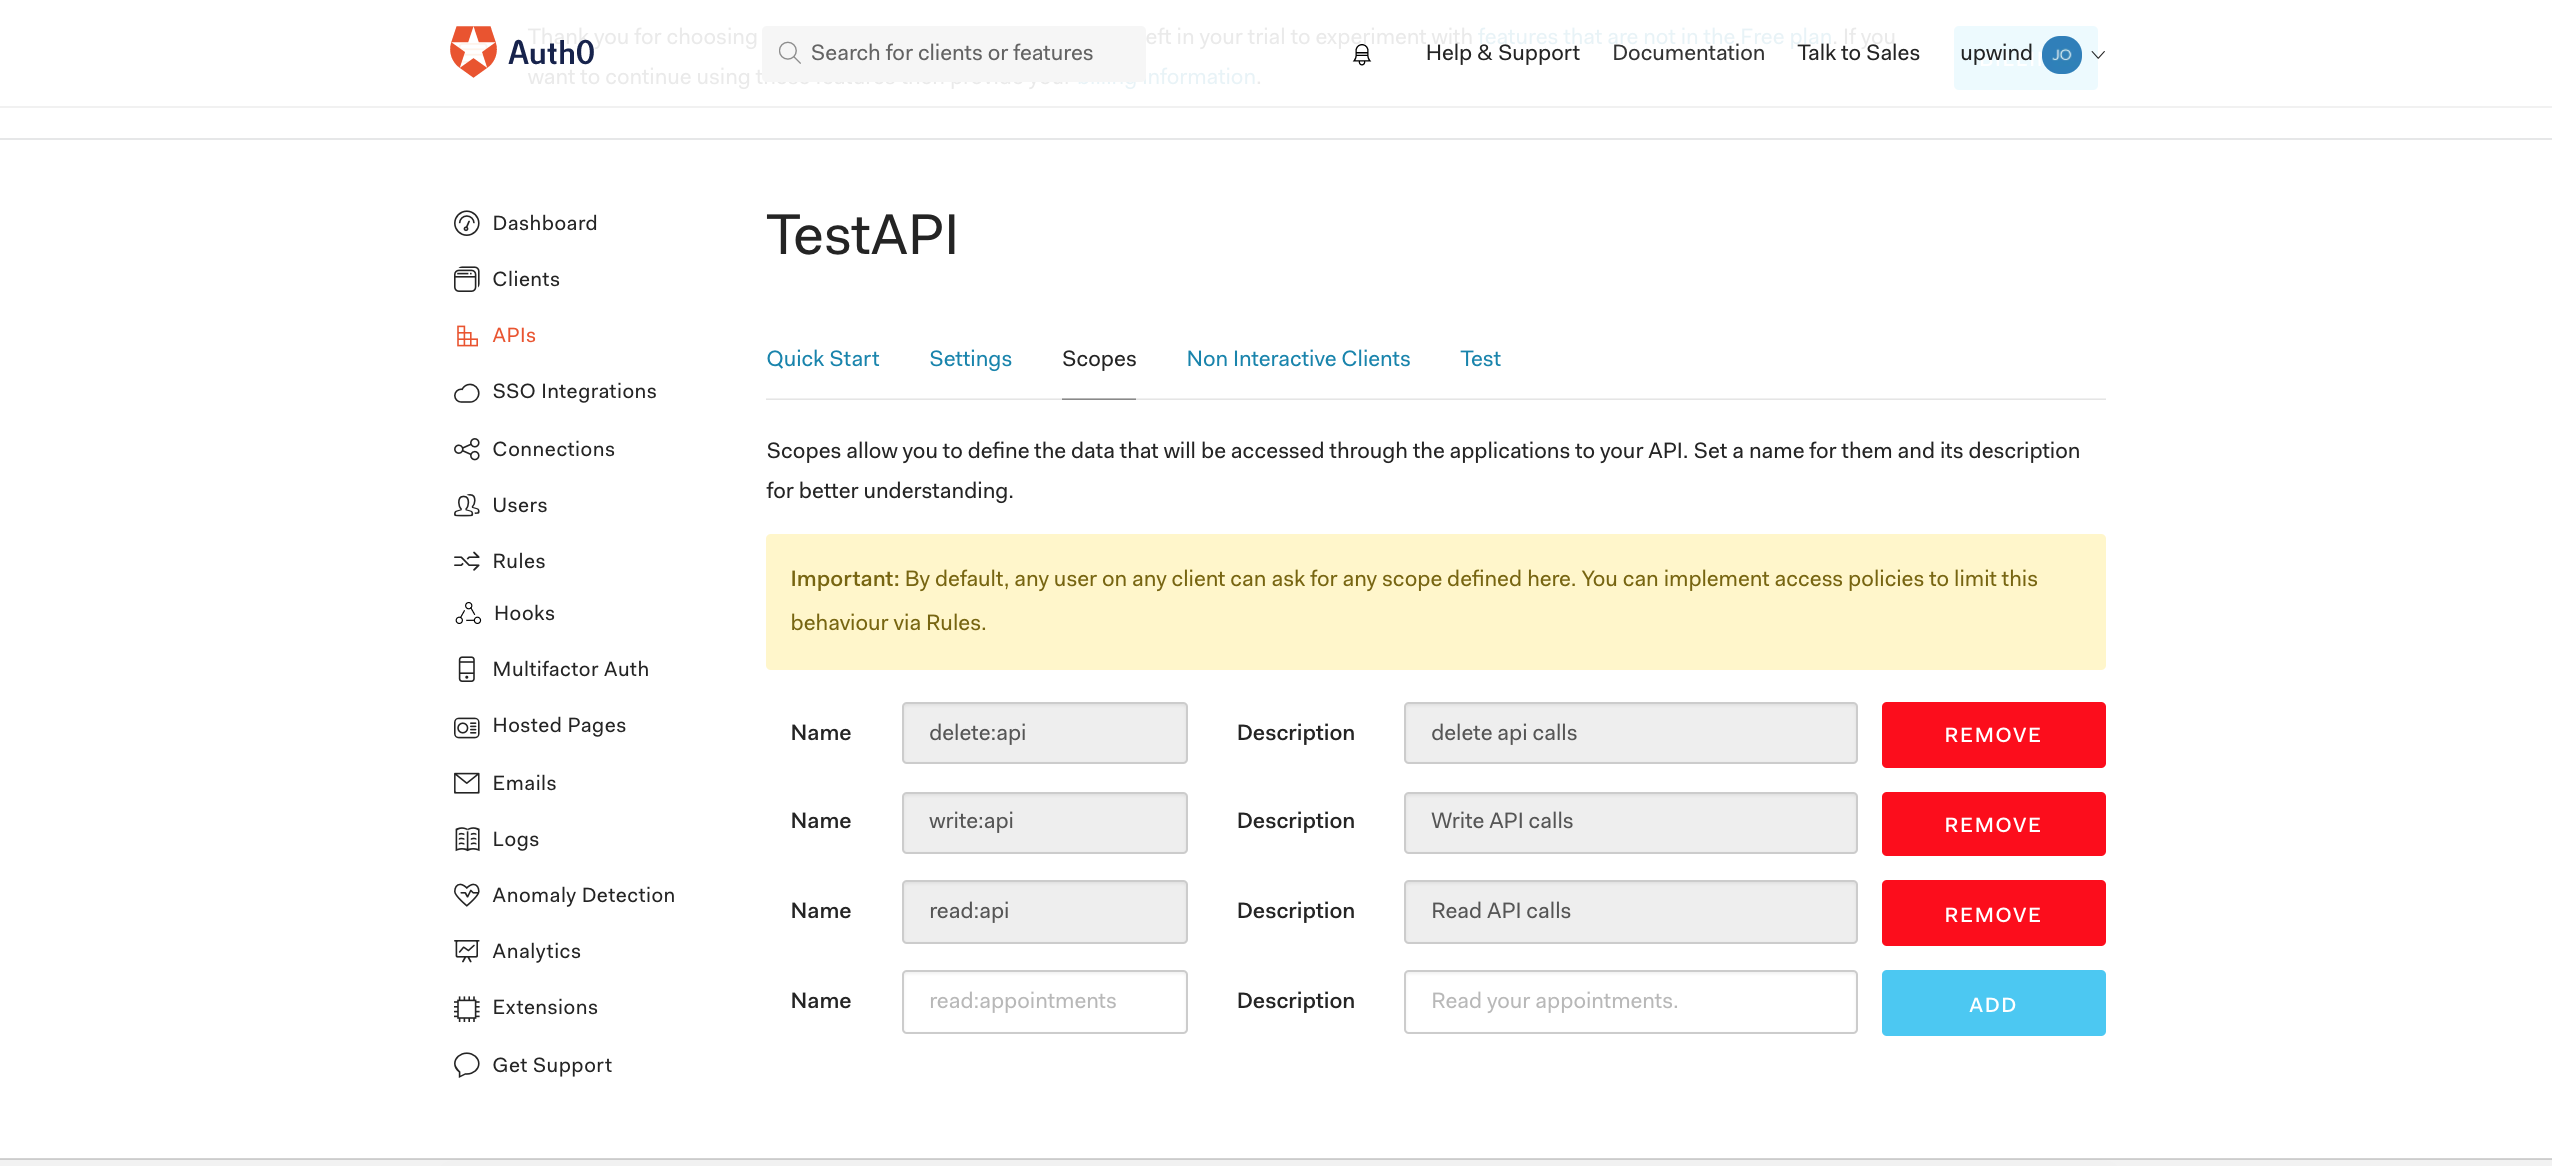 Thank you for choosing
eft in your trial to experiment with features that are not in the Free plan. If you
want to continue using these features then provide your billing information.
Auth0
Search for clients or features
Help & Support
Documentation
Talk to Sales
upwind
JO
Dashboard
Clients
APIs
SSO Integrations
Connections
Users
Rules
Hooks
Multifactor Auth
Hosted Pages
Emails
Logs
Anomaly Detection
Analytics
Extensions
Get Support
TestAPI
Quick Start
Settings
Scopes
Non Interactive Clients
Test
Scopes allow you to define the data that will be accessed through the applications to your API. Set a name for them and its description
for better understanding.
Important: By default, any user on any client can ask for any scope defined here. You can implement access policies to limit this
behaviour via Rules.
Name delete:api Description delete api calls REMOVE
Name write:api Description Write API calls REMOVE
Name read:api Description Read API calls REMOVE
Name read:appointments Description Read your appointments. ADD